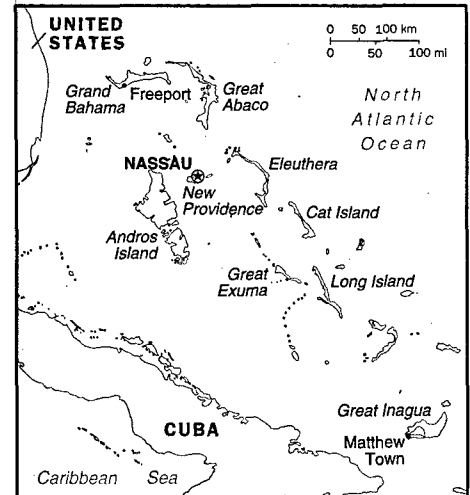 UNITED
STATES
0 50 100 km
0 50 100 mi
Grand
Bahama
Freeport
Great
Abaco
North
Atlantic
Ocean
NASSAU
Eleuthera
New
Providence
Cat Island
Andros
Island
Great
Exuma
Long Island
Great Inagua
CUBA
Matthew
Town
Caribbean Sea